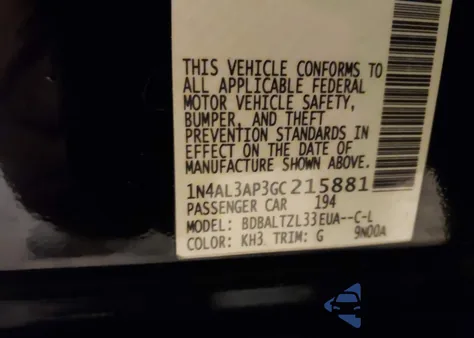 THIS VEHICLE CONFORMS TO
ALL APPLICABLE FEDERAL
MOTOR VEHICLE SAFETY,
BUMPER, AND THEFT
PREVENTION STANDARDS IN
EFFECT ON THE DATE OF
MANUFACTURE SHOWN ABOVE.
1N4AL3AP3GC215881
PASSENGER CAR 194
MODEL: BDBALTZL33EUA--C-L
COLOR: KH3 TRIM: G 9N00A